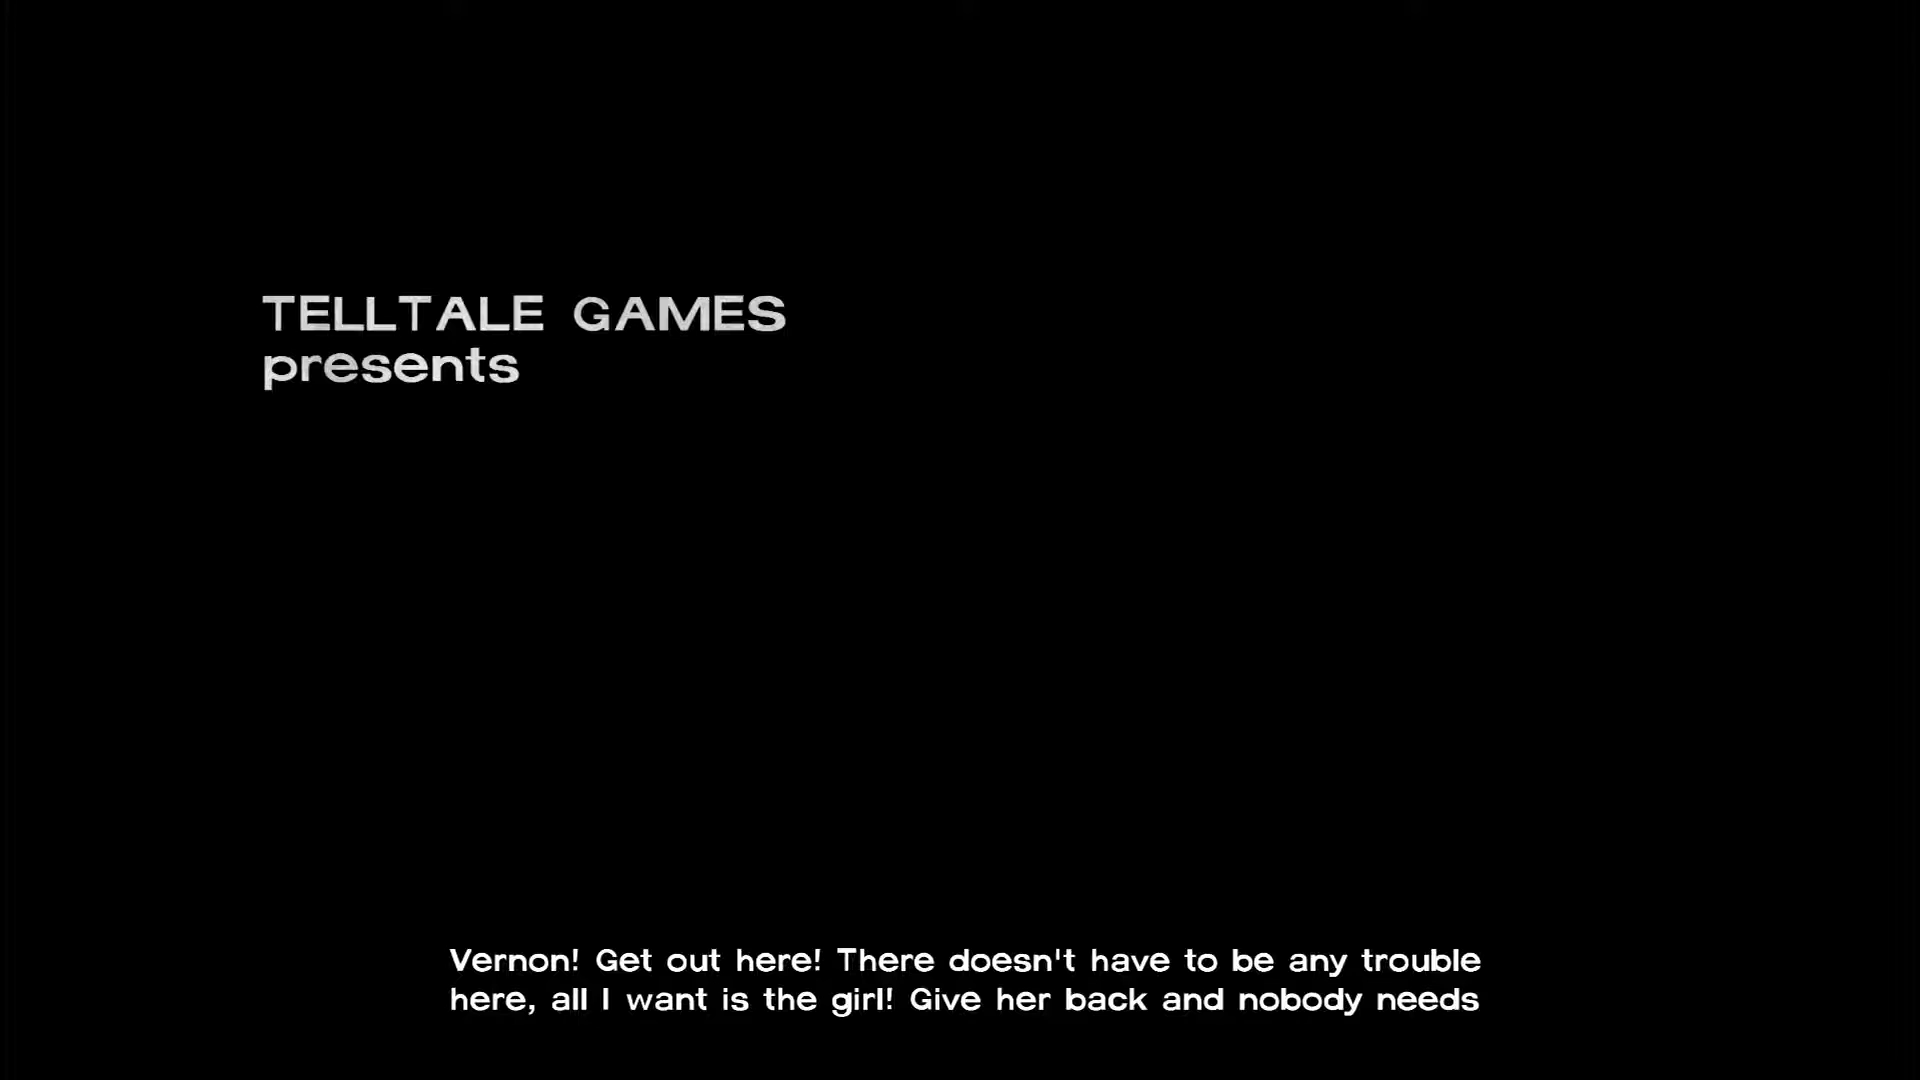 TELLTALE GAMES
presents
Vernon! Get out here! There doesn't have to be any trouble
here, all I want is the girl! Give her back and nobody needs